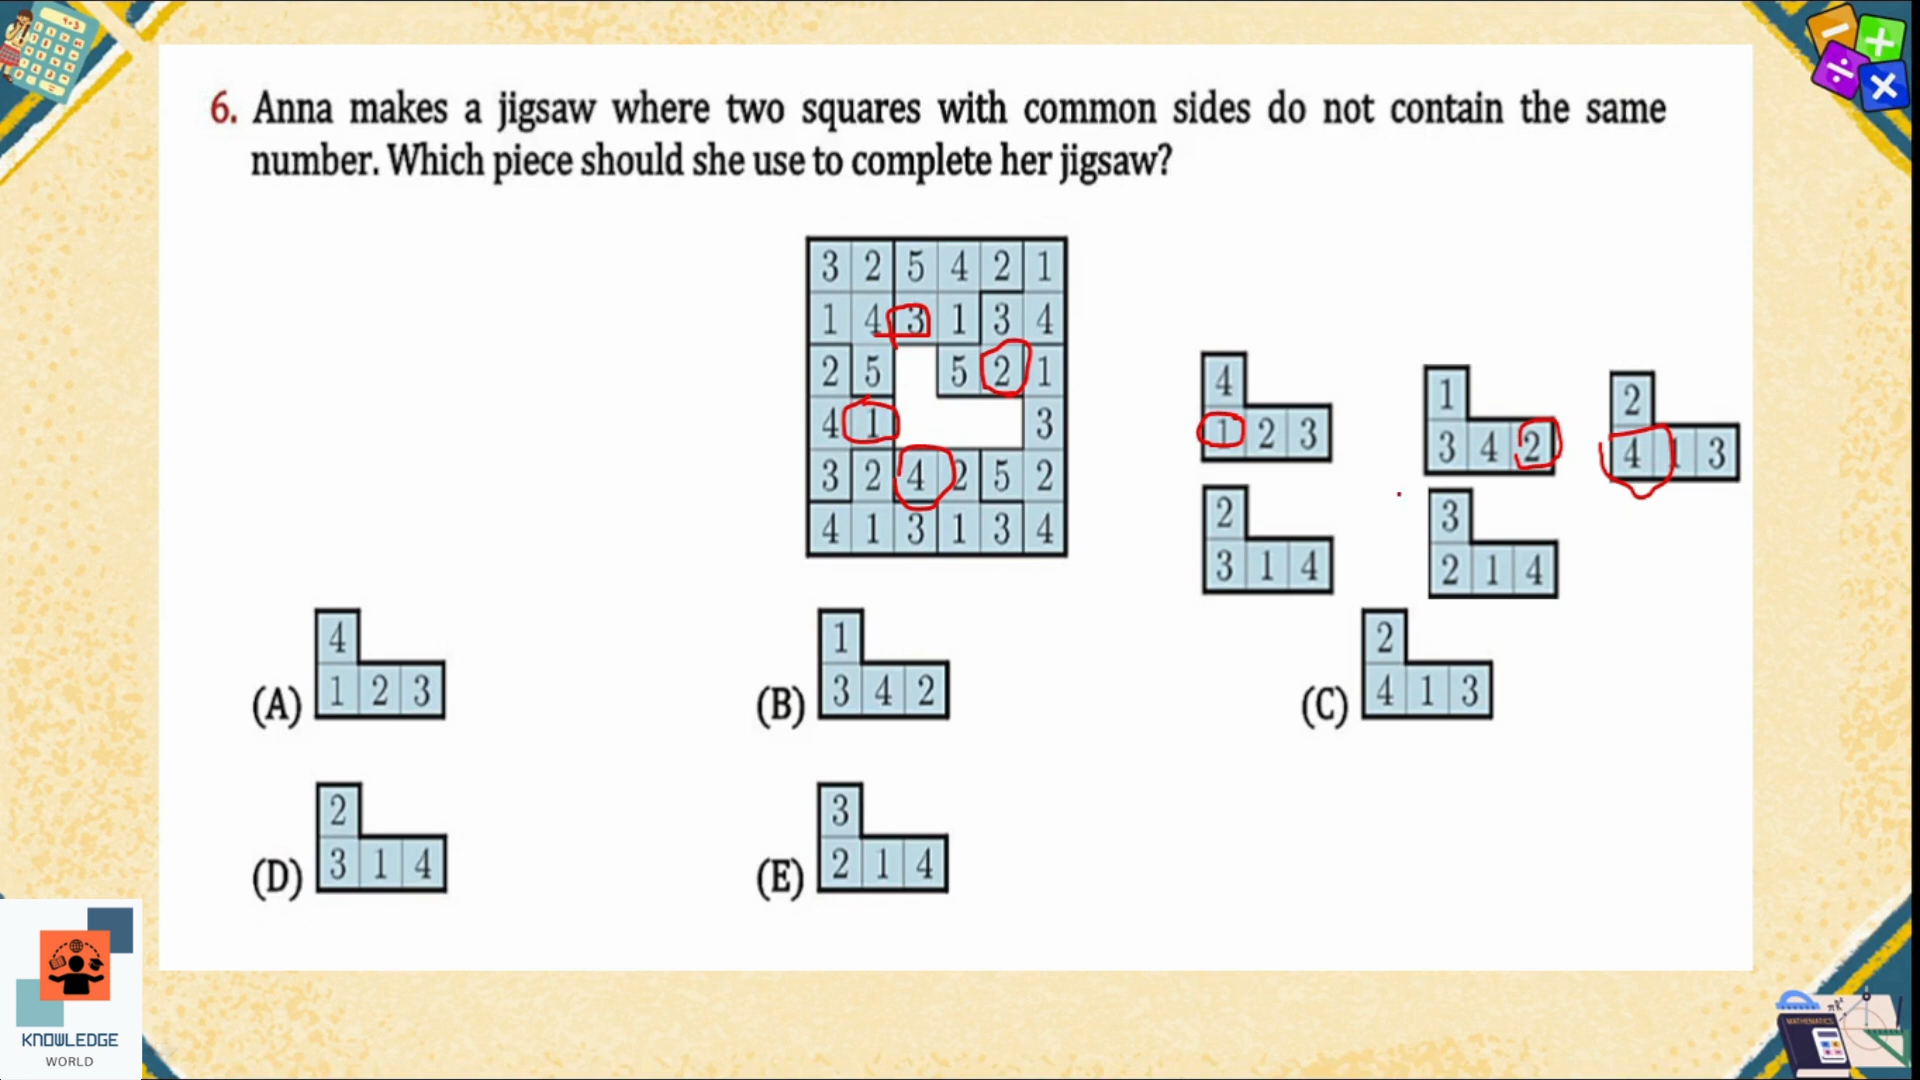 6. Anna makes a jigsaw where two squares with common sides do not contain the same
number. Which piece should she use to complete her jigsaw?
3 2 5 4 2 1
1 4 3 1 3 4
2 5 5 2 1
4 1 3
3 2 4 2 5 2
4 1 3 1 3 4
4
1 2 3
1
3 4 2
2
4 1 3
2
3 1 4
3
2 1 4
(A)
4
1 2 3
(B)
1
3 4 2
(C)
2
4 1 3
(D)
2
3 1 4
(E)
3
2 1 4
KNOWLEDGE
WORLD
− + ÷ ×
MATHEMATICS